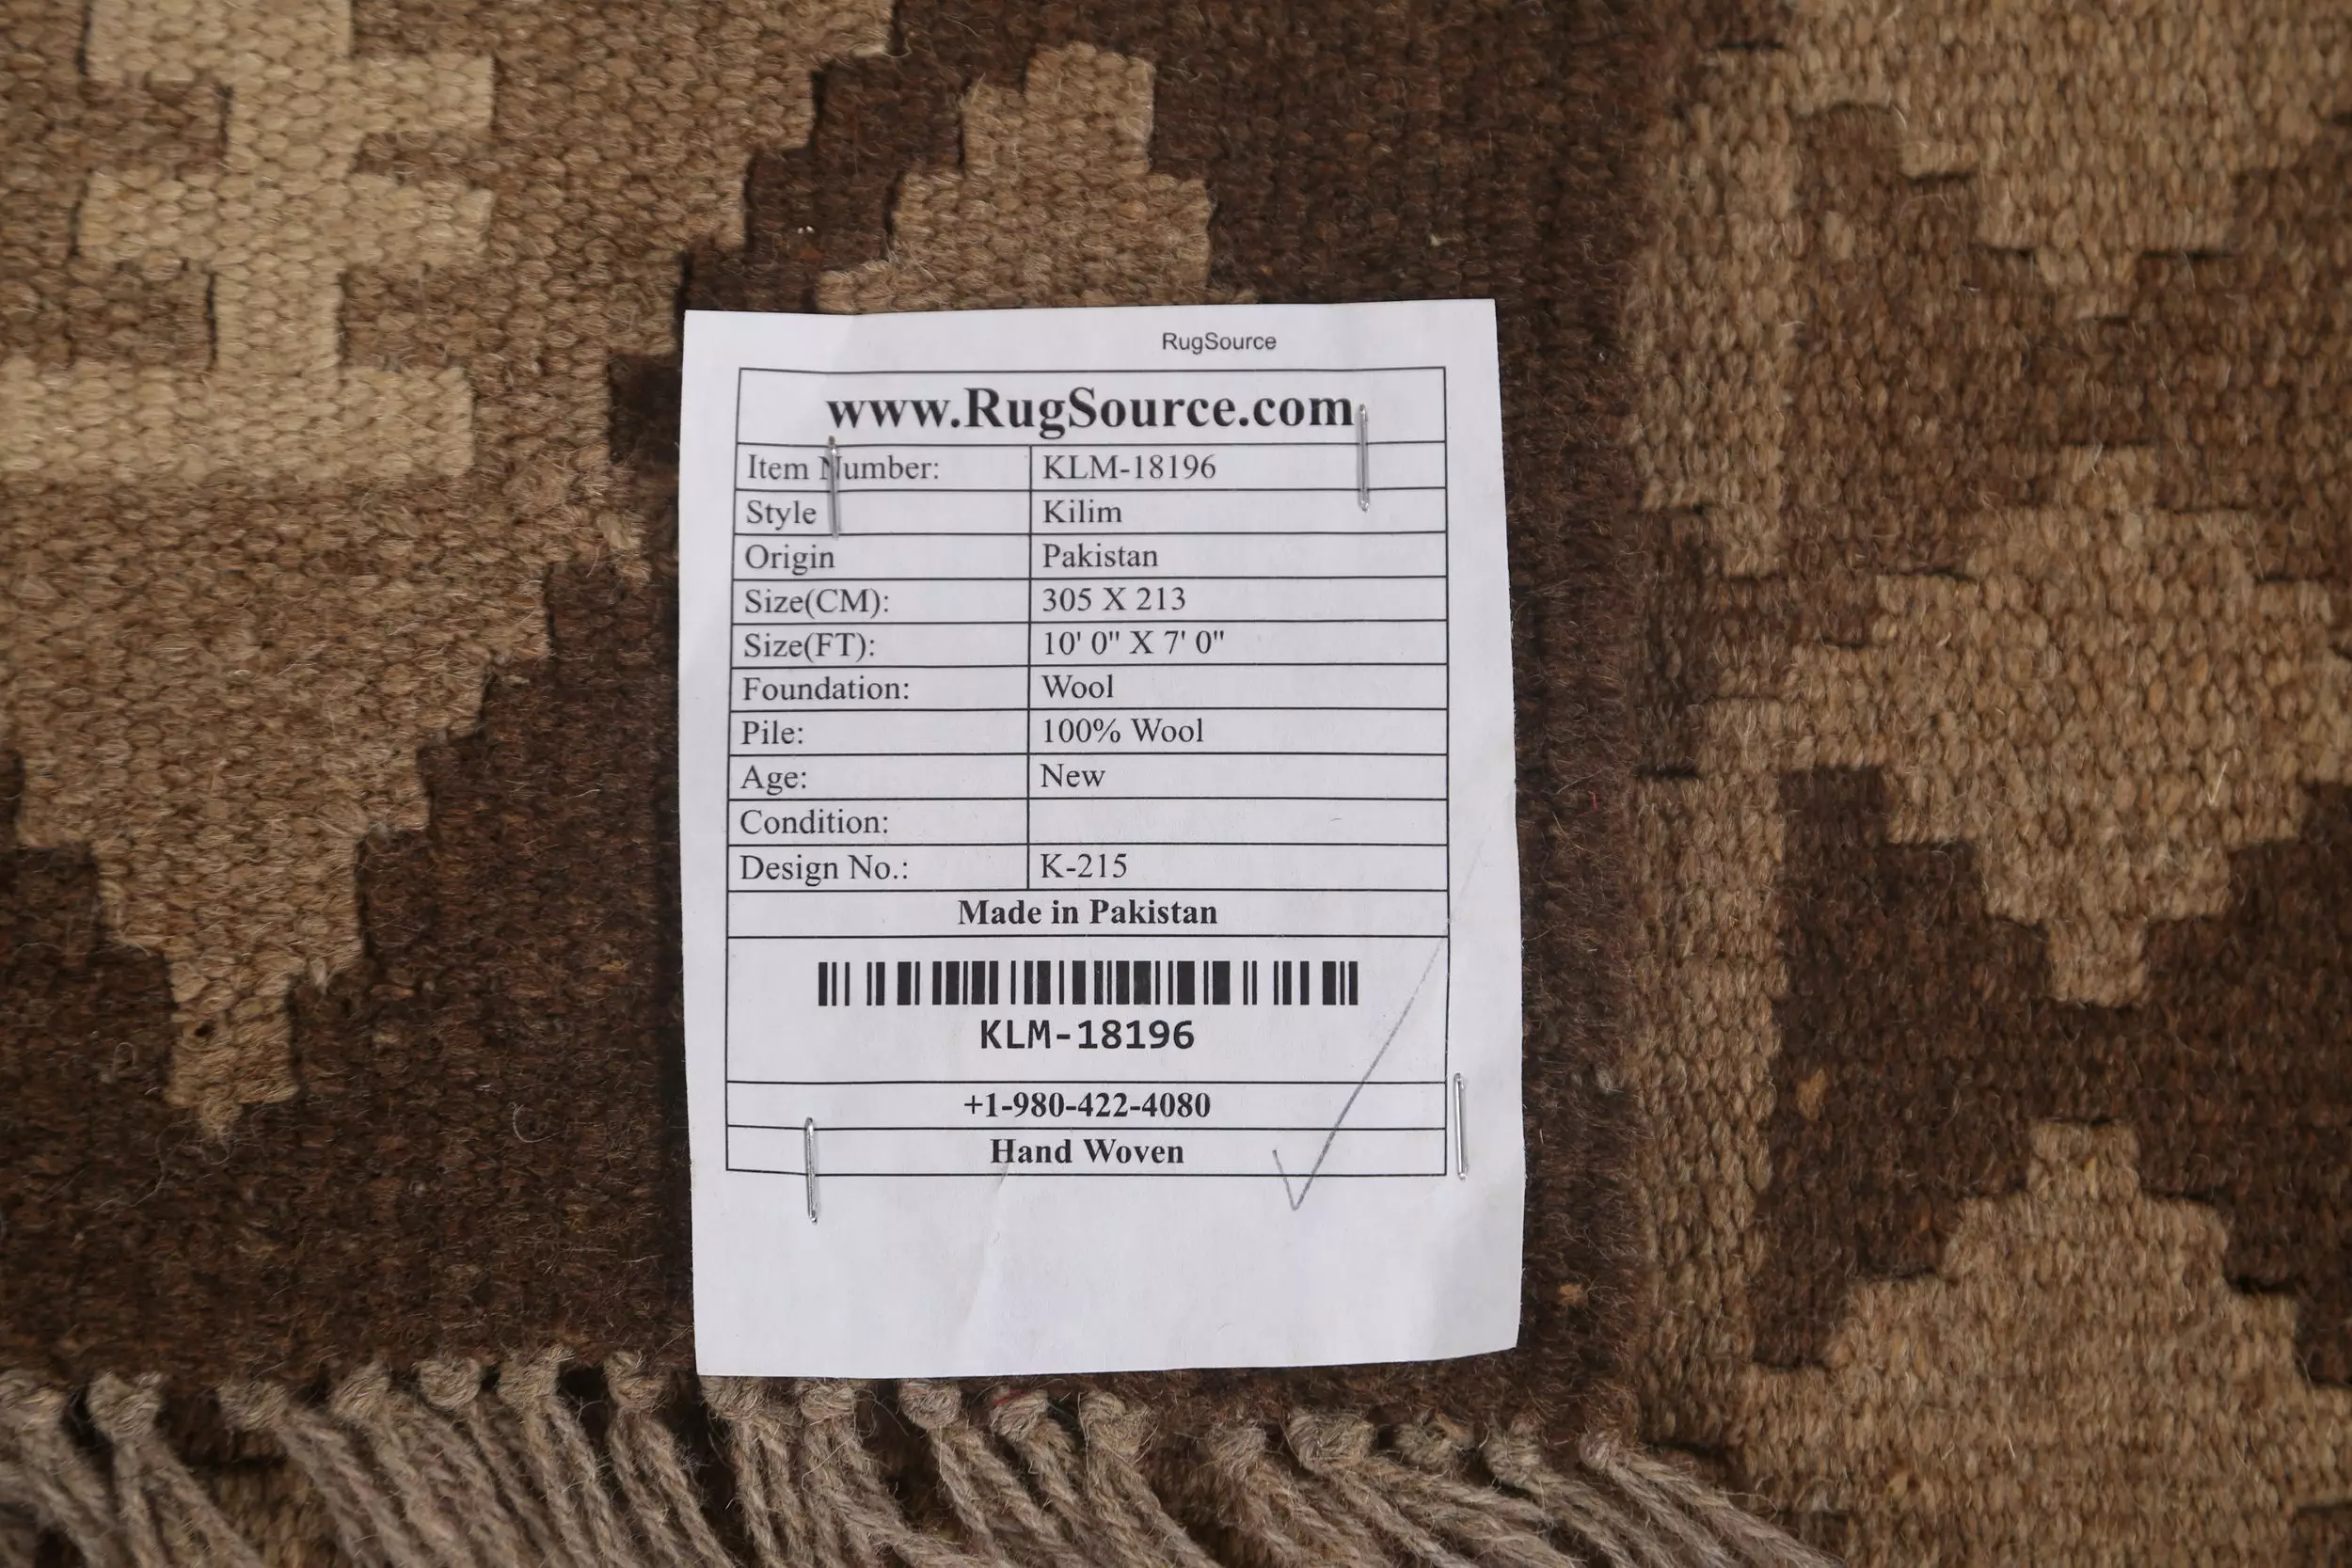 RugSource
www.RugSource.com
Item Number: KLM-18196
Style Kilim
Origin Pakistan
Size(CM): 305 X 213
Size(FT): 10' 0" X 7' 0"
Foundation: Wool
Pile: 100% Wool
Age: New
Condition:
Design No.: K-215
Made in Pakistan
KLM-18196
+1-980-422-4080
Hand Woven